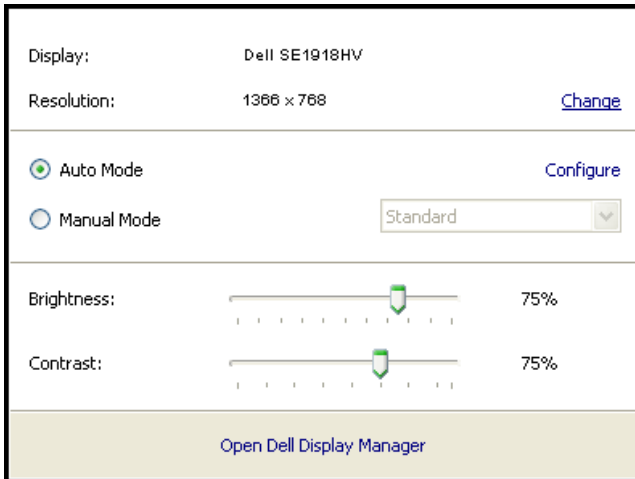 Display: Dell SE1918HV
Resolution: 1366 x 768 Change
Auto Mode Configure
Manual Mode Standard
Brightness: 75%
Contrast: 75%
Open Dell Display Manager